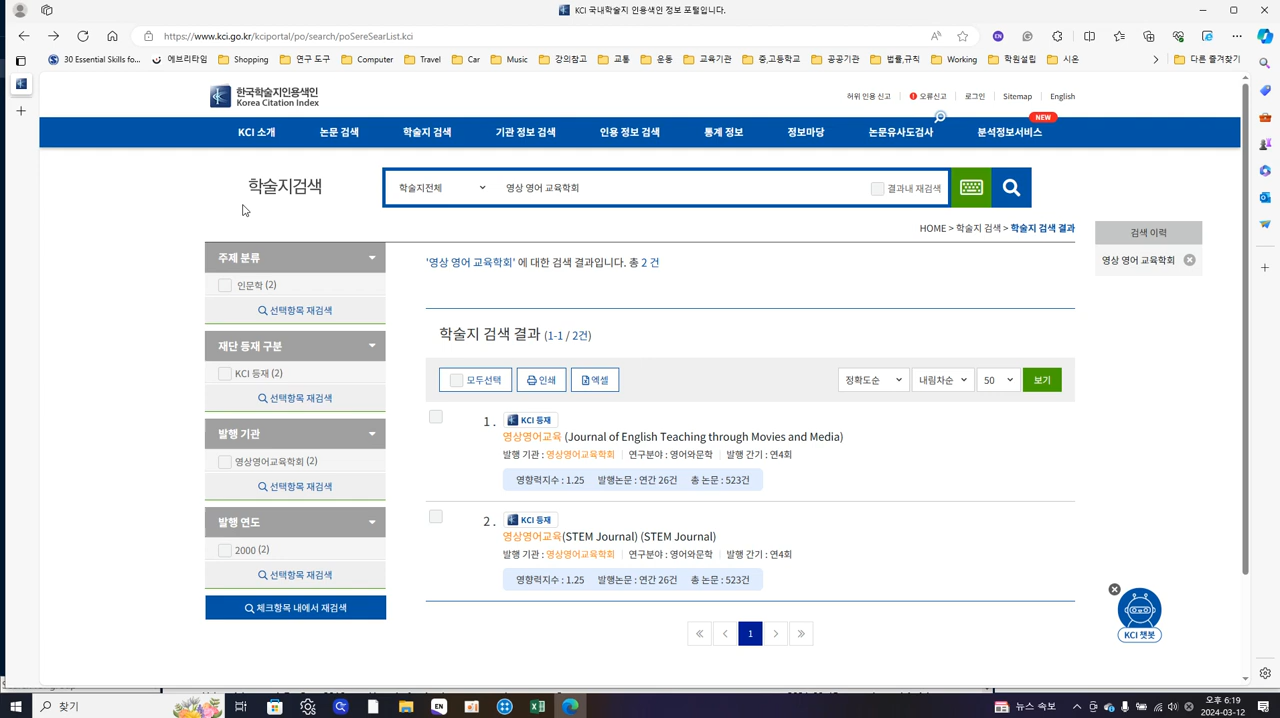 KCI 국내학술지 인용색인 정보 포털입니다.
https://www.kci.go.kr/kciportal/po/search/poSereSearList.kci
30 Essential Skills fo...
에브리타임
Shopping
연구 도구
Computer
Travel
Car
Music
강의참고
교통
운동
교육기관
중,고등학교
공공기관
법률,규칙
Working
학원설립
시온
다른 즐겨찾기
한국학술지인용색인
Korea Citation Index
허위 인용 신고
오류신고
로그인
Sitemap
English
NEW
KCI 소개
논문 검색
학술지 검색
기관 정보 검색
인용 정보 검색
통계 정보
정보마당
논문유사도검사
분석정보서비스
학술지검색
학술지전체
영상 영어 교육학회
결과내 재검색
HOME > 학술지 검색 > 학술지 검색 결과
검색 이력
영상 영어 교육학회
주제 분류
인문학 (2)
선택항목 재검색
재단 등재 구분
KCI 등재 (2)
선택항목 재검색
발행 기관
영상영어교육학회 (2)
선택항목 재검색
발행 연도
2000 (2)
선택항목 재검색
체크항목 내에서 재검색
'영상 영어 교육학회' 에 대한 검색 결과입니다. 총 2 건
학술지 검색 결과 (1-1 / 2건)
모두선택
인쇄
엑셀
정확도순
내림차순
50
보기
1.
KCI 등재
영상영어교육 (Journal of English Teaching through Movies and Media)
발행 기관 : 영상영어교육학회 | 연구분야 : 영어와문학 | 발행 간기 : 연4회
영향력지수 : 1.25 발행논문 : 연간 26건 총 논문 : 523건
2.
KCI 등재
영상영어교육(STEM Journal) (STEM Journal)
발행 기관 : 영상영어교육학회 | 연구분야 : 영어와문학 | 발행 간기 : 연4회
영향력지수 : 1.25 발행논문 : 연간 26건 총 논문 : 523건
1
KCI 챗봇
찾기
EN
뉴스 속보
오후 6:19
2024-03-12